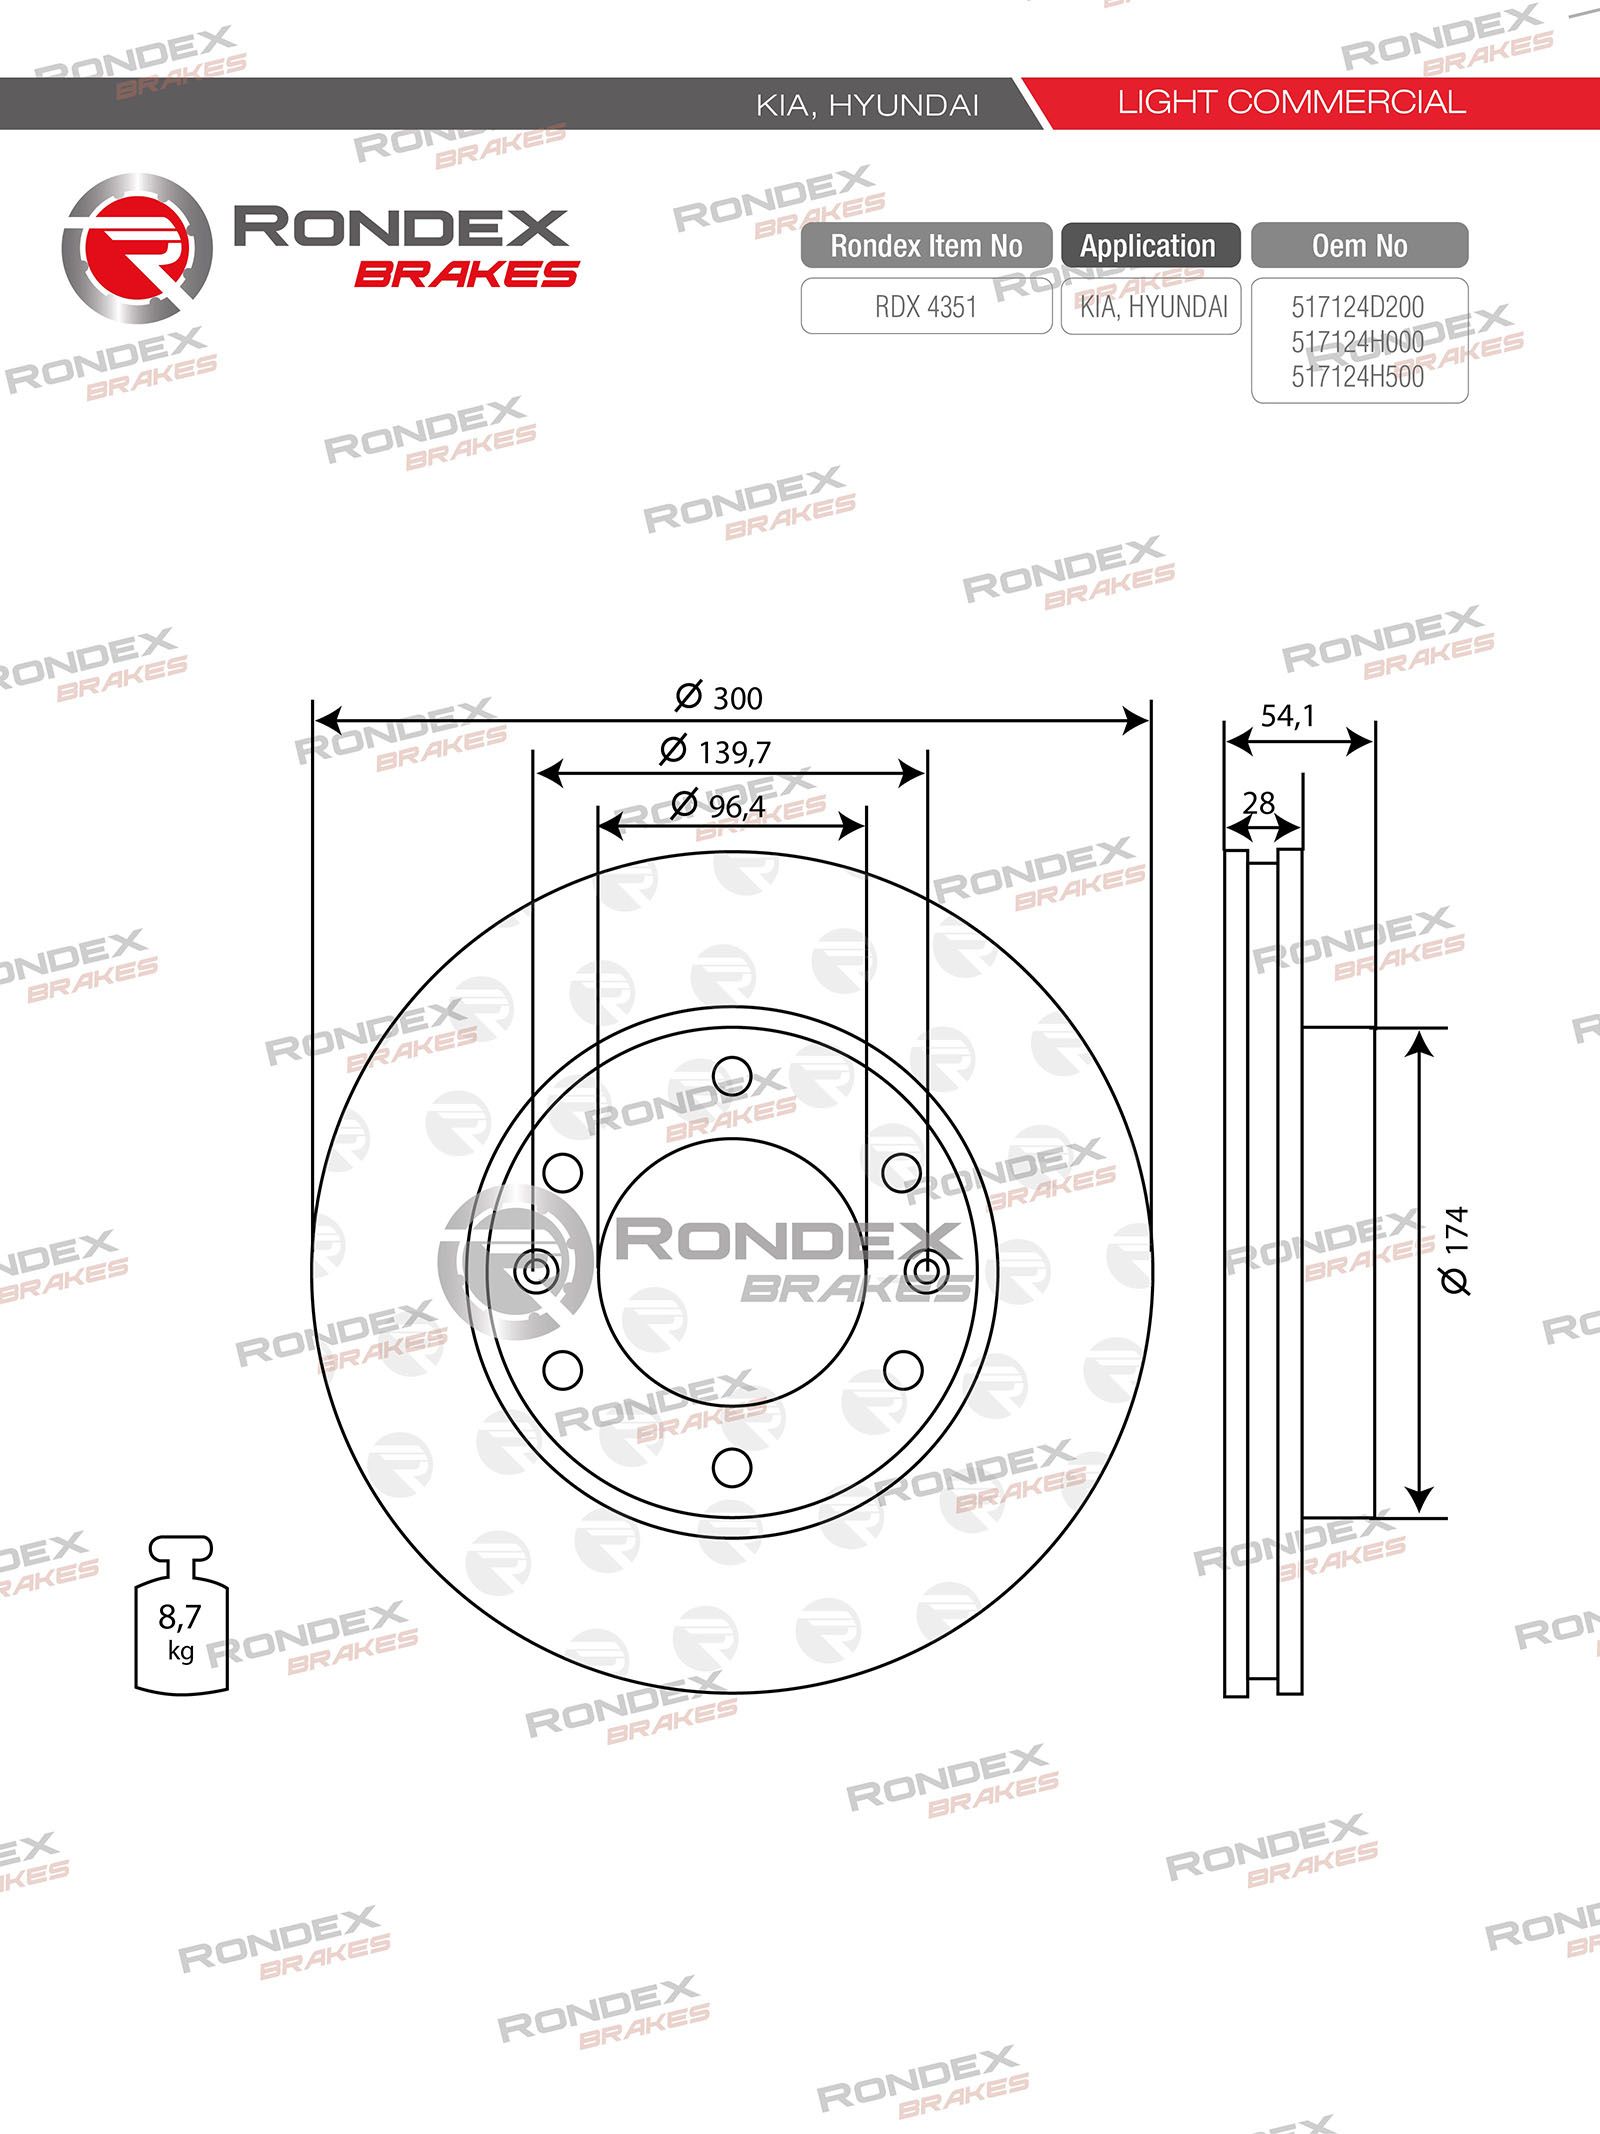 KIA, HYUNDAI
LIGHT COMMERCIAL
RONDEX
BRAKES
Rondex Item No
Application
Oem No
RDX 4351
KIA, HYUNDAI
517124D200
517124H000
517124H500
Ø 300
Ø 139,7
Ø 96,4
54,1
28
Ø 174
RONDEX
BRAKES
8,7
kg